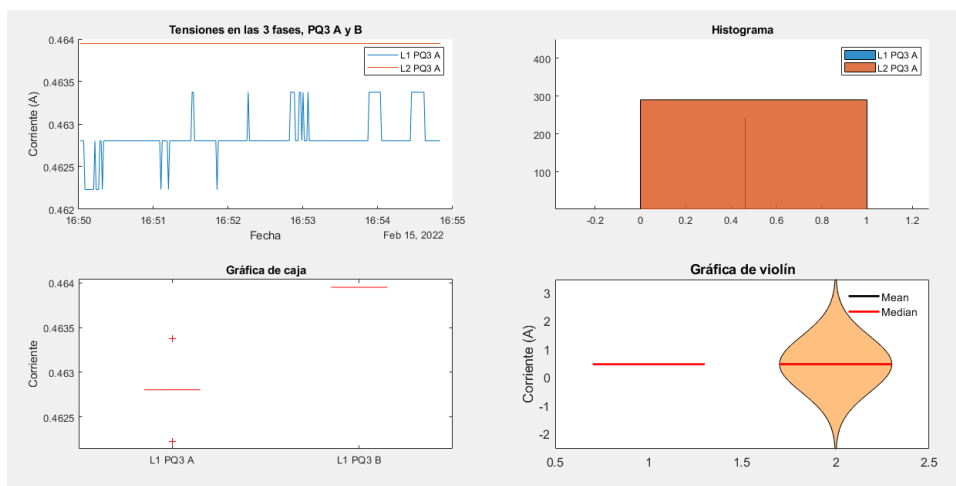 Tensiones en las 3 fases, PQ3 A y B
0.464
0.4635
0.463
0.4625
0.462
Corriente (A)
L1 PQ3 A
L2 PQ3 A
16:50
16:51
16:52
16:53
16:54
16:55
Fecha
Feb 15, 2022
Histograma
400
300
200
100
L1 PQ3 A
L2 PQ3 A
-0.2
0
0.2
0.4
0.6
0.8
1
1.2
Gráfica de caja
0.464
0.4635
0.463
0.4625
Corriente
L1 PQ3 A
L1 PQ3 B
Gráfica de violín
3
2
1
0
-1
-2
Corriente (A)
Mean
Median
0.5
1
1.5
2
2.5